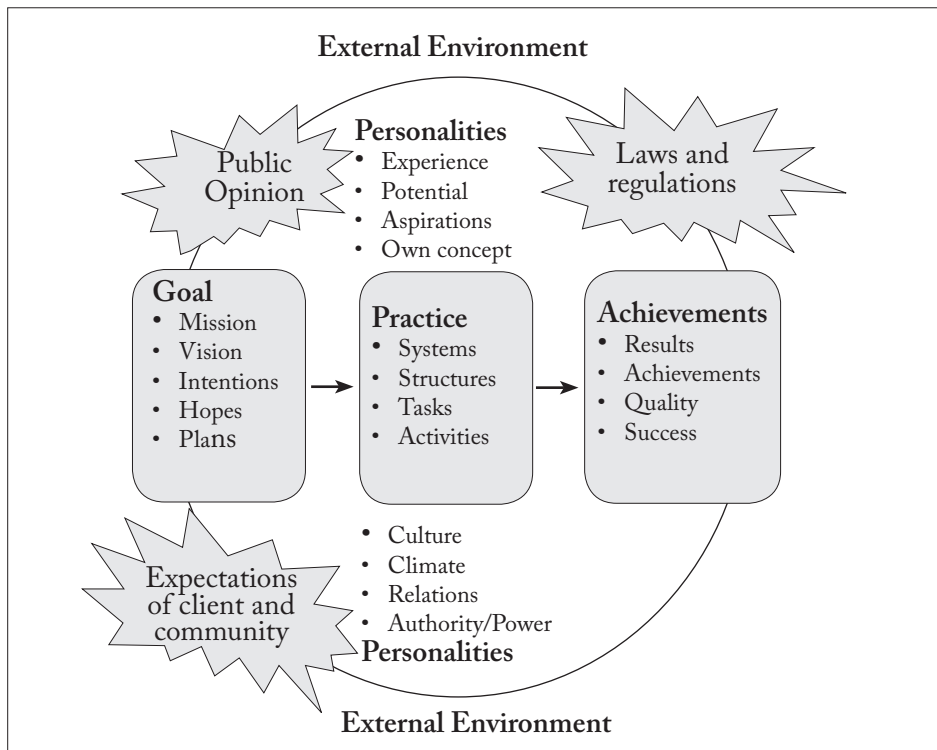 External Environment
Public
Opinion
Personalities
• Experience
• Potential
• Aspirations
• Own concept
Laws and
regulations
Goal
• Mission
• Vision
• Intentions
• Hopes
• Plans
Practice
• Systems
• Structures
• Tasks
• Activities
Achievements
• Results
• Achievements
• Quality
• Success
Expectations
of client and
community
• Culture
• Climate
• Relations
• Authority/Power
Personalities
External Environment